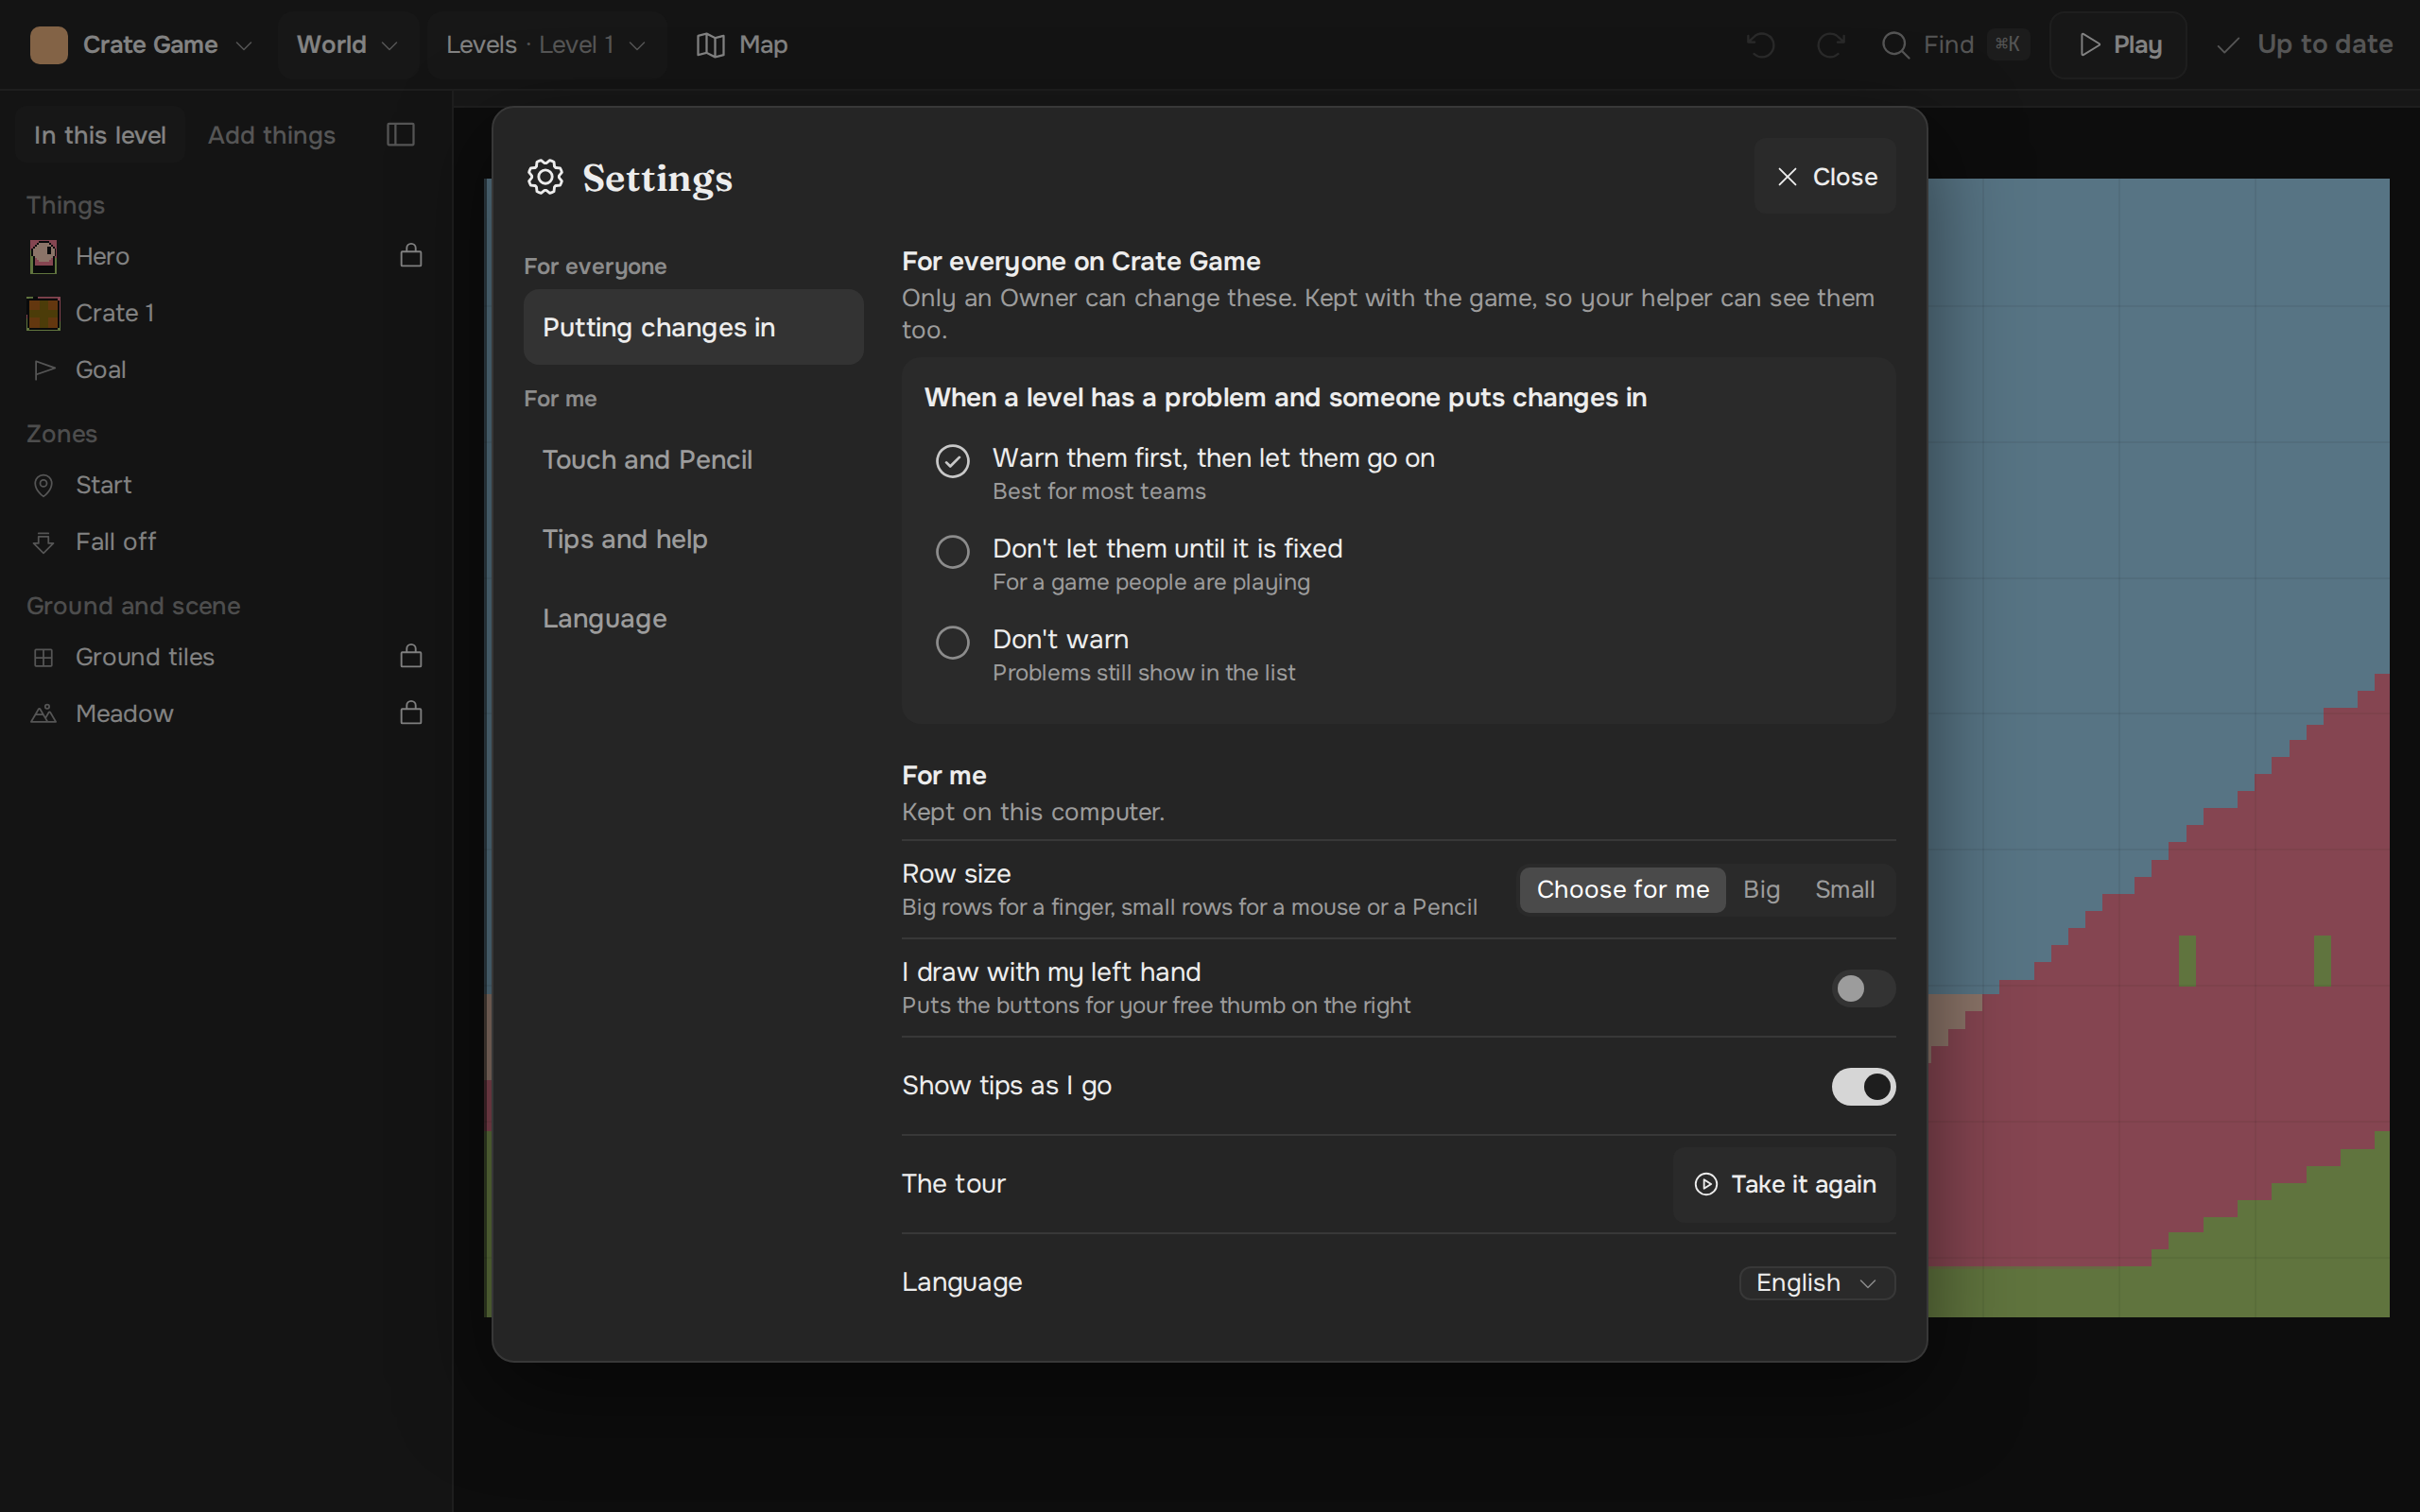 Crate Game
World
Levels · Level 1
Map
Find ⌘K
Play
Up to date
In this level
Add things
Things
Hero
Crate 1
Goal
Zones
Start
Fall off
Ground and scene
Ground tiles
Meadow
Settings
Close
For everyone
Putting changes in
For me
Touch and Pencil
Tips and help
Language
For everyone on Crate Game
Only an Owner can change these. Kept with the game, so your helper can see them
too.
When a level has a problem and someone puts changes in
Warn them first, then let them go on
Best for most teams
Don't let them until it is fixed
For a game people are playing
Don't warn
Problems still show in the list
For me
Kept on this computer.
Row size
Big rows for a finger, small rows for a mouse or a Pencil
Choose for me
Big
Small
I draw with my left hand
Puts the buttons for your free thumb on the right
Show tips as I go
The tour
Take it again
Language
English